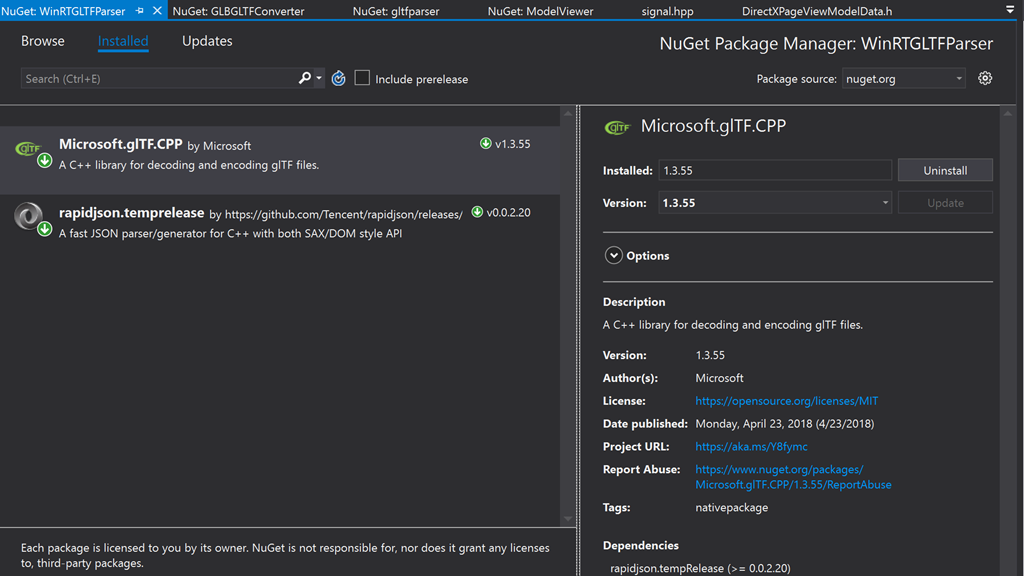 NuGet: WinRTGLTFParser
NuGet: GLBGLTFConverter
NuGet: gltfparser
NuGet: ModelViewer
signal.hpp
DirectXPageViewModelData.h
Browse
Installed
Updates
NuGet Package Manager: WinRTGLTFParser
Search (Ctrl+E)
Include prerelease
Package source: nuget.org
glTF
Microsoft.glTF.CPP by Microsoft
v1.3.55
A C++ library for decoding and encoding glTF files.
rapidjson.temprelease by https://github.com/Tencent/rapidjson/releases/
v0.0.2.20
A fast JSON parser/generator for C++ with both SAX/DOM style API
Each package is licensed to you by its owner. NuGet is not responsible for, nor does it grant any licenses
to, third-party packages.
glTF
Microsoft.glTF.CPP
Installed: 1.3.55
Uninstall
Version: 1.3.55
Update
Options
Description
A C++ library for decoding and encoding glTF files.
Version: 1.3.55
Author(s): Microsoft
License: https://opensource.org/licenses/MIT
Date published: Monday, April 23, 2018 (4/23/2018)
Project URL: https://aka.ms/Y8fymc
Report Abuse: https://www.nuget.org/packages/
Microsoft.glTF.CPP/1.3.55/ReportAbuse
Tags: nativepackage
Dependencies
rapidjson.tempRelease (>= 0.0.2.20)